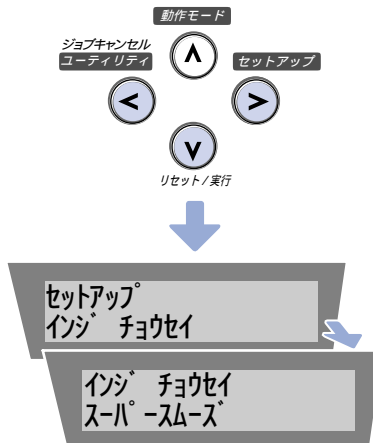 動作モード
ジョブキャンセル
ユーティリティ
セットアップ
リセット/実行
セットアップ
インジ チョウセイ
インジ チョウセイ
スーパースムーズ